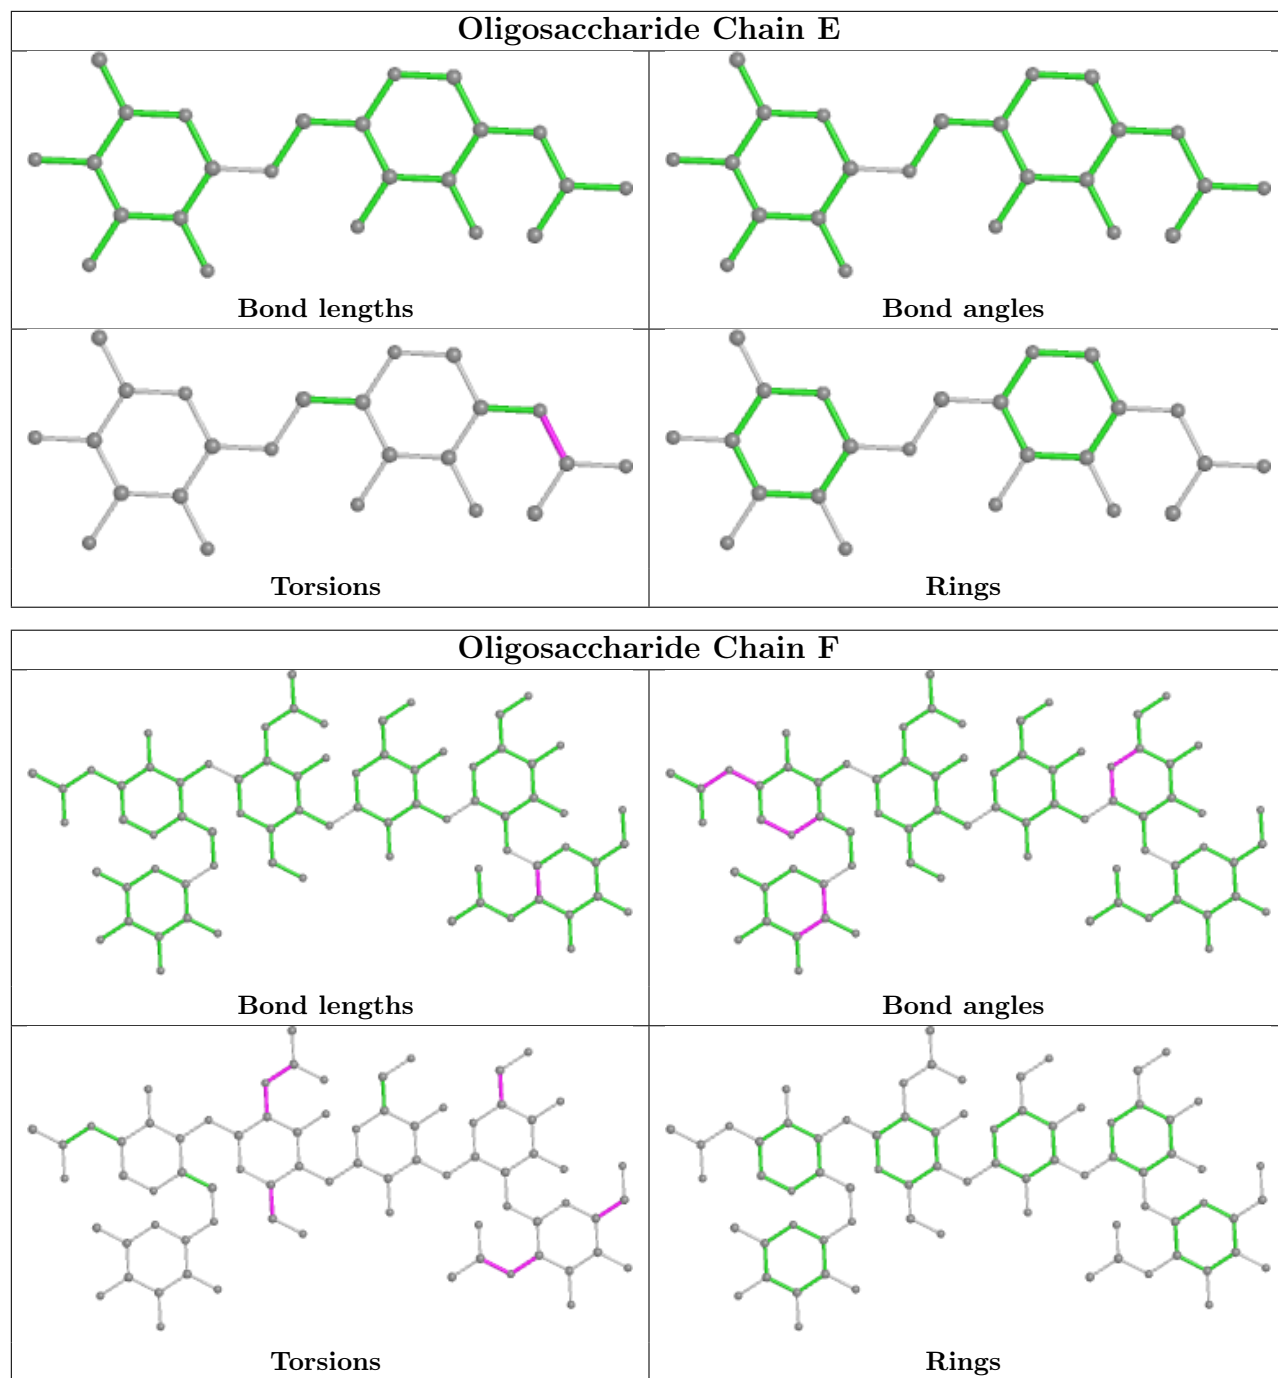 Oligosaccharide Chain E
Bond lengths
Bond angles
Torsions
Rings
Oligosaccharide Chain F
Bond lengths
Bond angles
Torsions
Rings